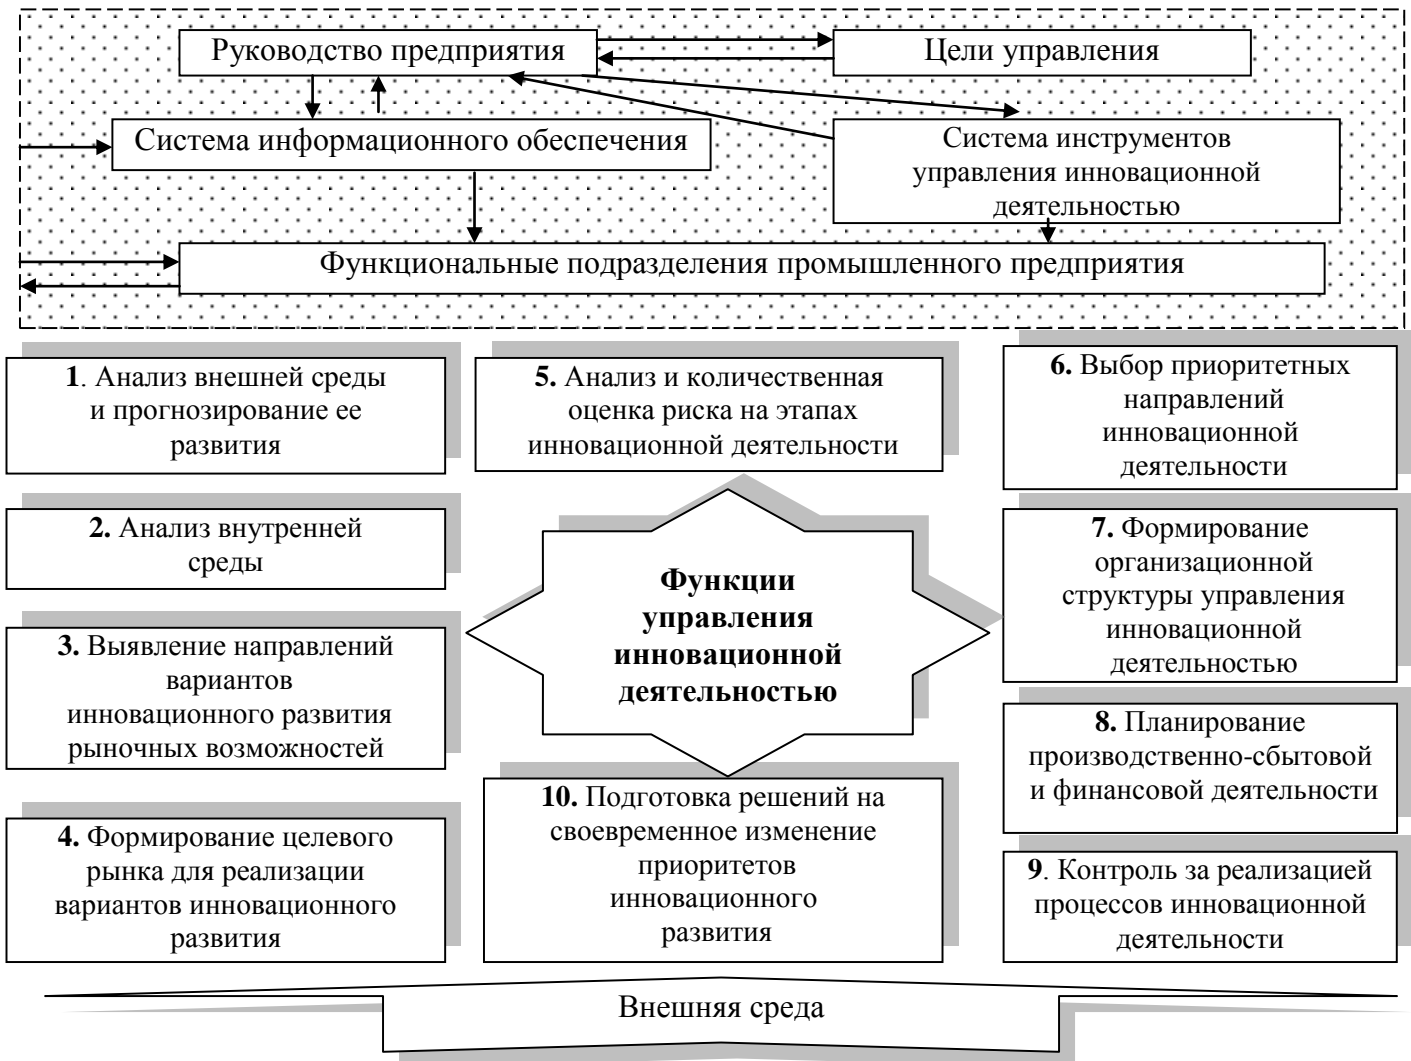 Руководство предприятия
Цели управления
Система информационного обеспечения
Система инструментов
управления инновационной
деятельностью
Функциональные подразделения промышленного предприятия
1. Анализ внешней среды
и прогнозирование ее
развития
2. Анализ внутренней
среды
3. Выявление направлений
вариантов
инновационного развития
рыночных возможностей
4. Формирование целевого
рынка для реализации
вариантов инновационного
развития
5. Анализ и количественная
оценка риска на этапах
инновационной деятельности
Функции
управления
инновационной
деятельностью
10. Подготовка решений на
своевременное изменение
приоритетов
инновационного
развития
6. Выбор приоритетных
направлений
инновационной
деятельности
7. Формирование
организационной
структуры управления
инновационной
деятельностью
8. Планирование
производственно-сбытовой
и финансовой деятельности
9. Контроль за реализацией
процессов инновационной
деятельности
Внешняя среда